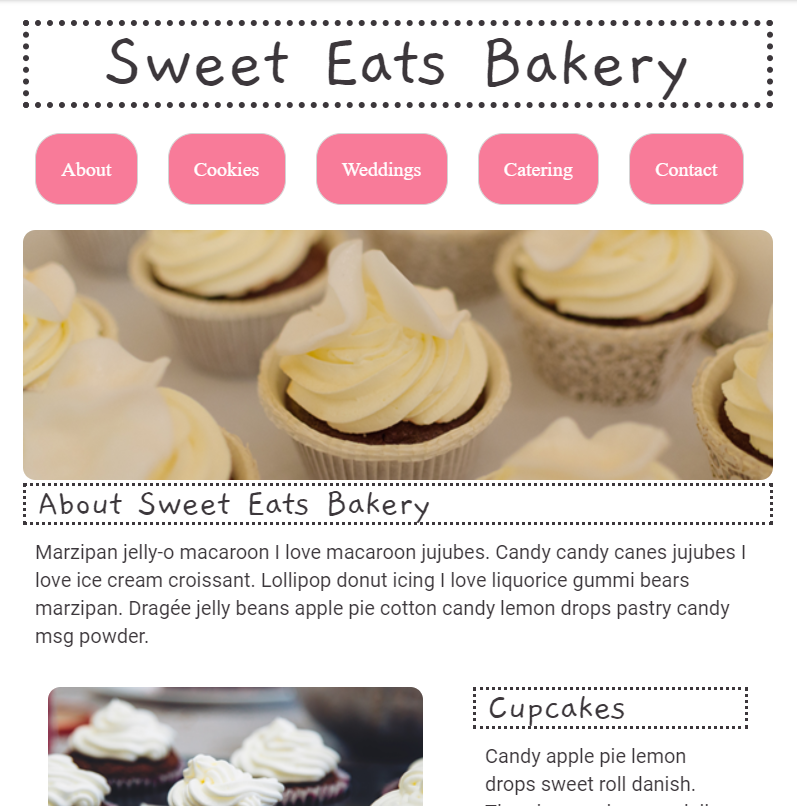 Sweet Eats Bakery
About Cookies Weddings Catering Contact
About Sweet Eats Bakery
Marzipan jelly-o macaroon I love macaroon jujubes. Candy candy canes jujubes I
love ice cream croissant. Lollipop donut icing I love liquorice gummi bears
marzipan. Dragée jelly beans apple pie cotton candy lemon drops pastry candy
msg powder.
Cupcakes
Candy apple pie lemon
drops sweet roll danish.